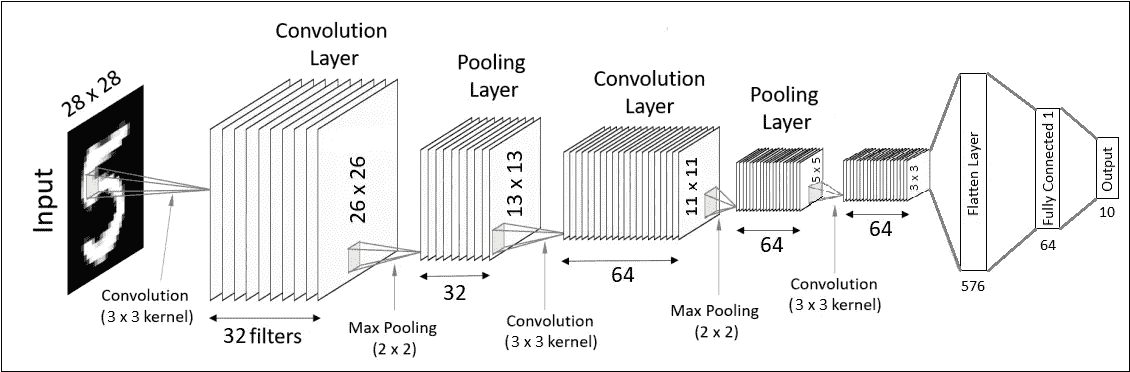 Input
28 x 28
Convolution
(3 x 3 kernel)
Convolution
Layer
26 x 26
32 filters
Max Pooling
(2 x 2)
Pooling
Layer
13 x 13
32
Convolution
(3 x 3 kernel)
Convolution
Layer
11 x 11
64
Max Pooling
(2 x 2)
Pooling
Layer
5 x 5
64
Convolution
(3 x 3 kernel)
3 x 3
64
Flatten Layer
576
Fully Connected 1
64
Output
10